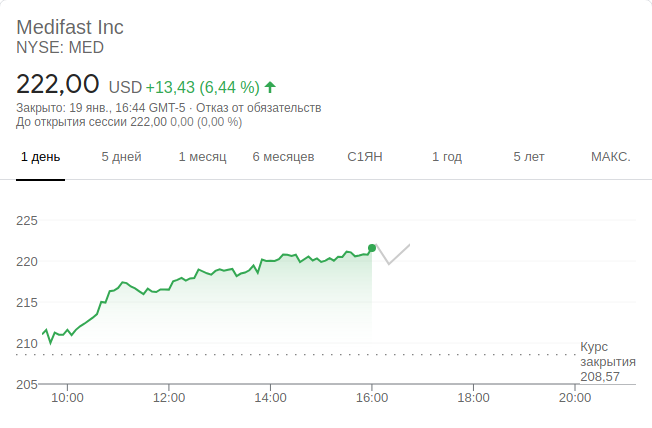 Medifast Inc
NYSE: MED
222,00 USD +13,43 (6,44 %)
Закрыто: 19 янв., 16:44 GMT-5 · Отказ от обязательств
До открытия сессии 222,00 0,00 (0,00 %)
1 день 5 дней 1 месяц 6 месяцев С1ЯН 1 год 5 лет МАКС.
225
220
215
210
Курс
закрытия
208,57
205
10:00 12:00 14:00 16:00 18:00 20:00